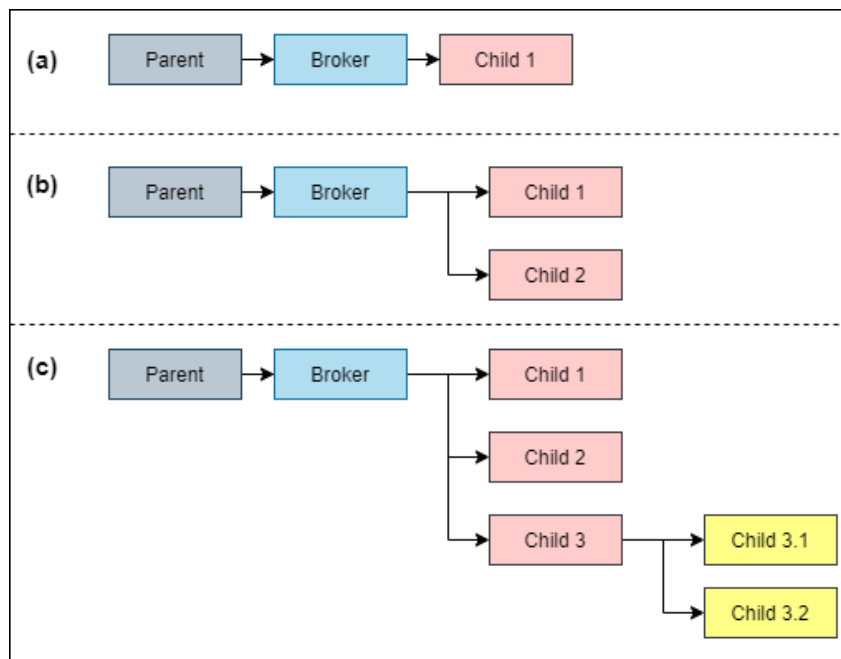 (a)
Parent
Broker
Child 1
(b)
Parent
Broker
Child 1
Child 2
(c)
Parent
Broker
Child 1
Child 2
Child 3
Child 3.1
Child 3.2